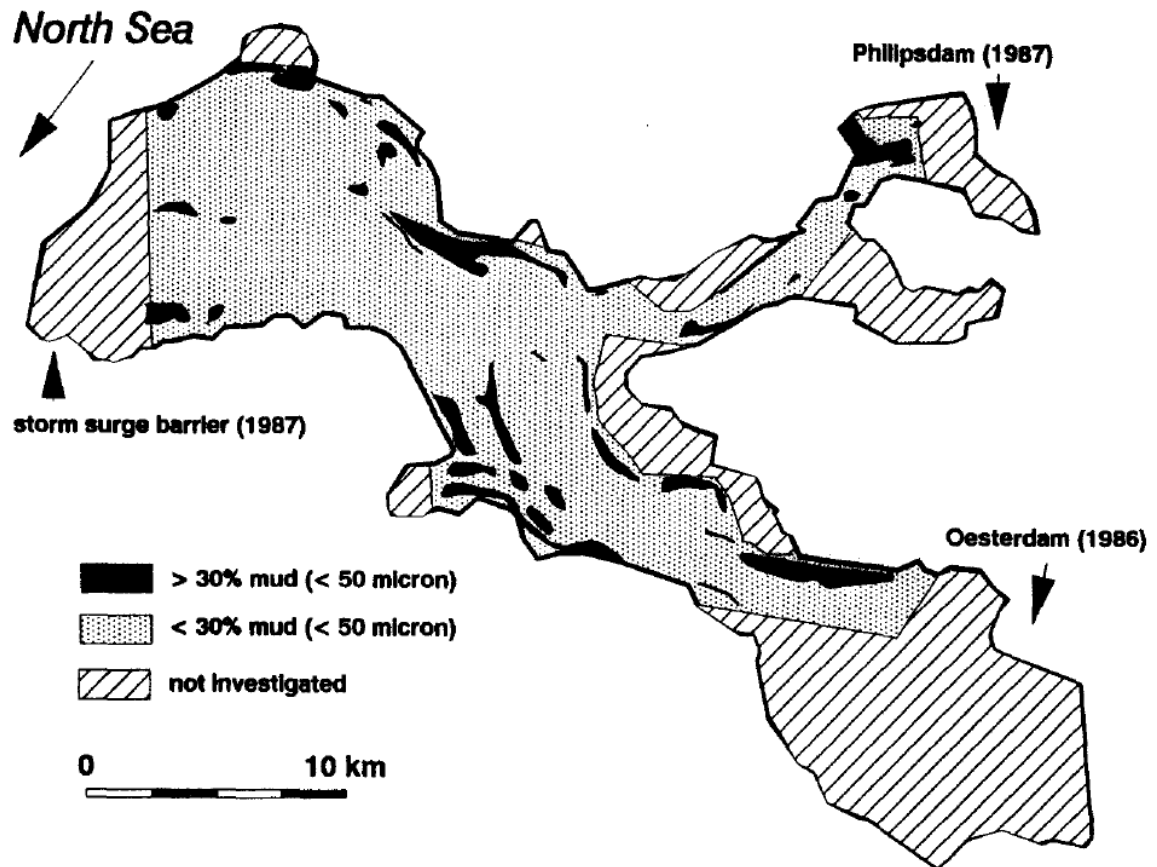 North Sea
Philipsdam (1987)
storm surge barrier (1987)
Oesterdam (1986)
> 30% mud (< 50 micron)
< 30% mud (< 50 micron)
not investigated
0 10 km